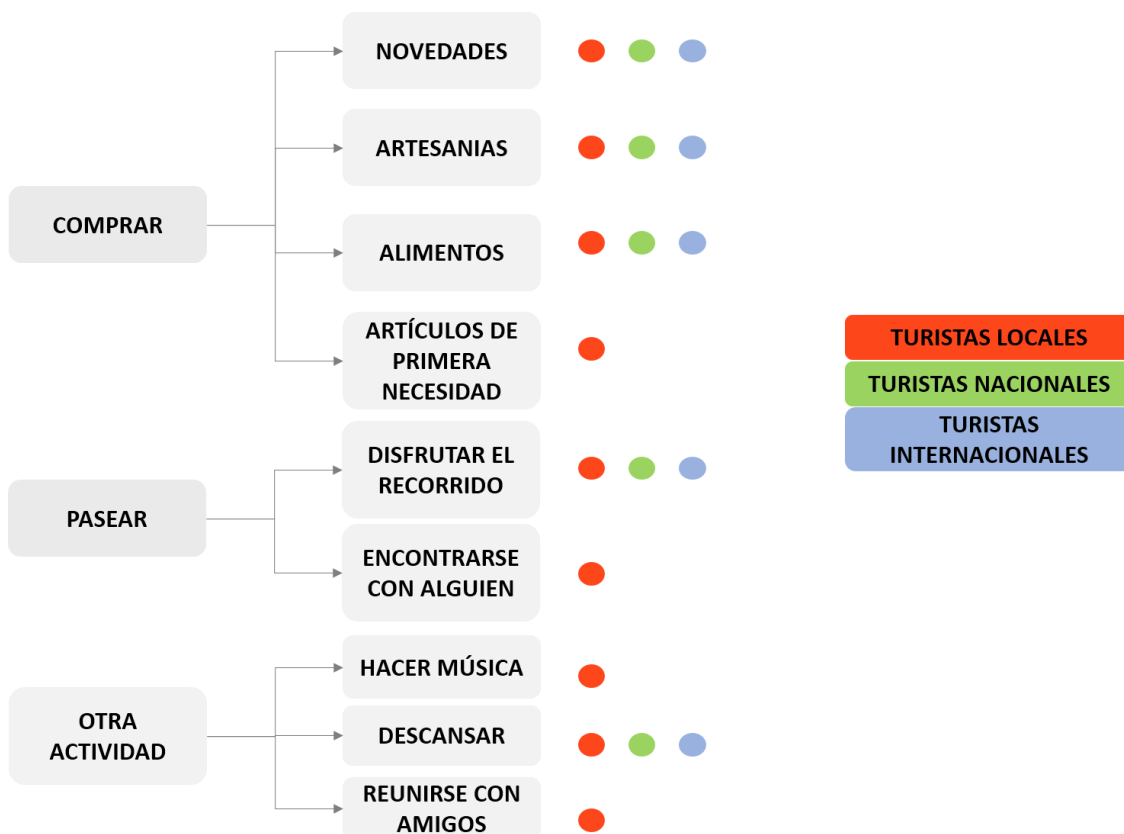 NOVEDADES
ARTESANIAS
COMPRAR
ALIMENTOS
ARTÍCULOS DE
PRIMERA
NECESIDAD
TURISTAS LOCALES
TURISTAS NACIONALES
TURISTAS
INTERNACIONALES
DISFRUTAR EL
RECORRIDO
PASEAR
ENCONTRARSE
CON ALGUIEN
HACER MÚSICA
OTRA
ACTIVIDAD
DESCANSAR
REUNIRSE CON
AMIGOS